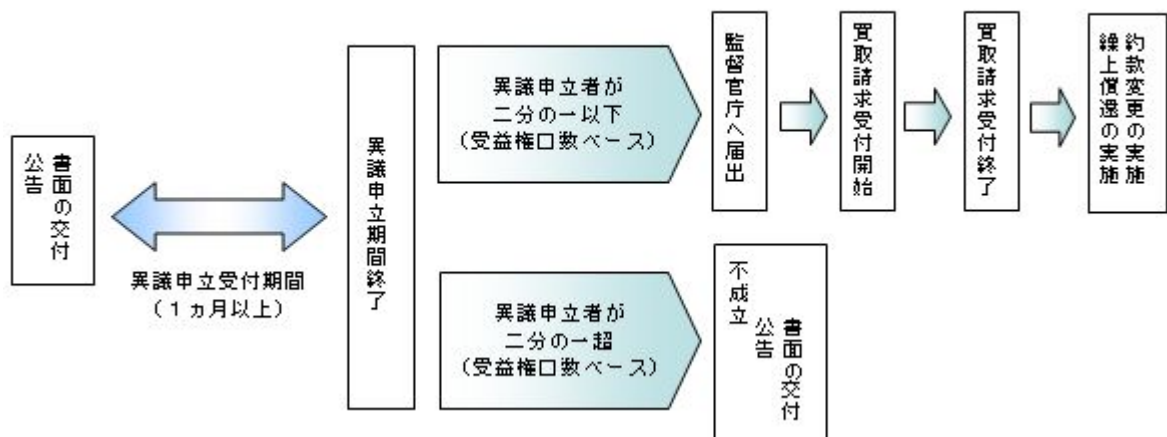 書面の交付
公告
異議申立受付期間
（１ヵ月以上）
異議申立期間終了
異議申立者が
二分の一以下
（受益権口数ベース）
監督官庁へ届出
買取請求受付開始
買取請求受付終了
約款変更の実施
繰上償還の実施
異議申立者が
二分の一超
（受益権口数ベース）
不成立
書面の交付
公告